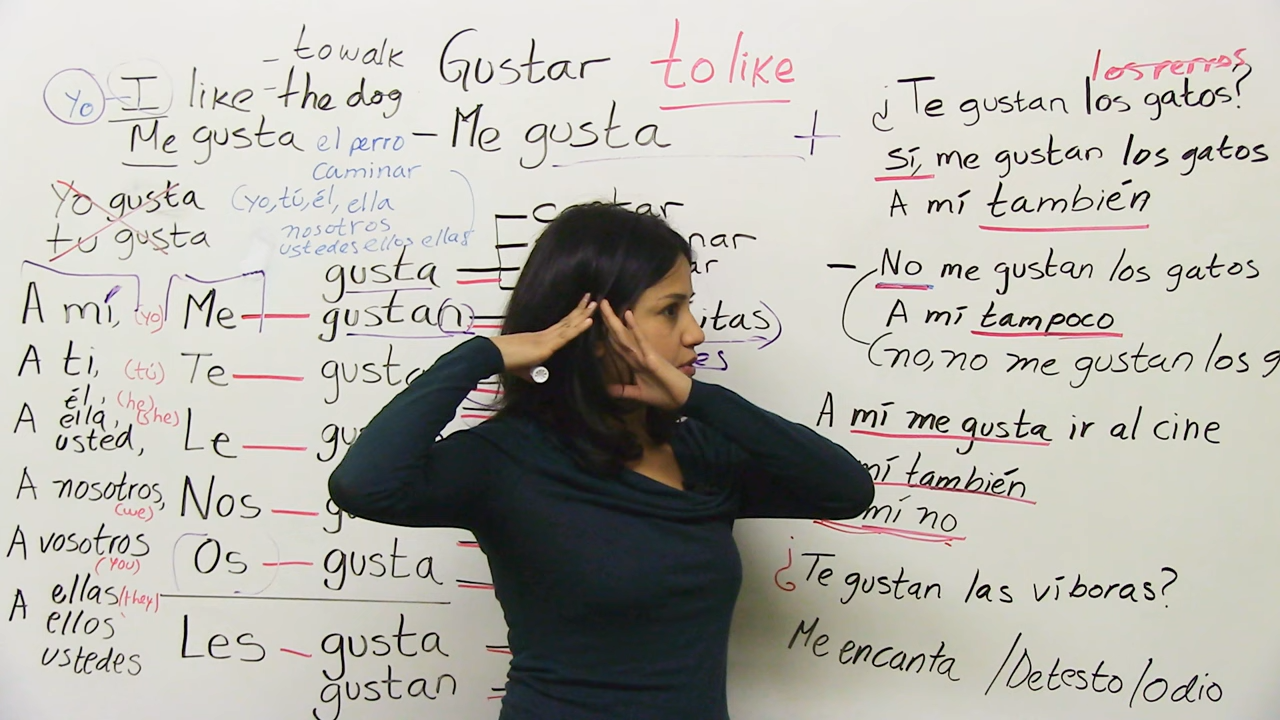 - to walk
Gustar to like
yo I like - the dog
Me gusta el perro - Me gusta +
caminar
Yo gusta
tu gusta
(yo, tú, él, ella
nosotros
ustedes ellos ellas
gusta
A mí, (yo) Me gustan
A ti, (tú) Te
él, (he)
A ella, (she) Le
usted,
A nosotros, (we) Nos
A vosotros (you) Os gusta
A ellas (they) Les gusta
ellos gustan
ustedes
los perros
¿Te gustan los gatos?
sí, me gustan los gatos
A mí también
- No me gustan los gatos
A mí tampoco
(no, no me gustan los
A mí me gusta ir al cine
mí también
mí no
¿Te gustan las víboras?
Me encanta /Detesto/odio